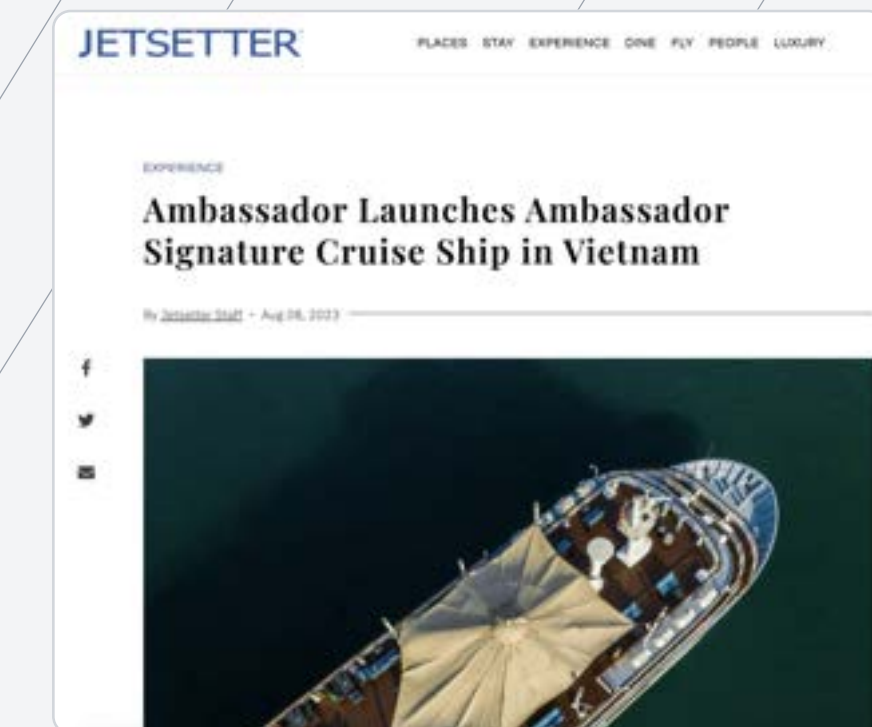 JETSETTER
PLACES STAY EXPERIENCE DINE FLY PEOPLE LUXURY
EXPERIENCE
Ambassador Launches Ambassador
Signature Cruise Ship in Vietnam
By Jetsetter Staff - Aug 08, 2023